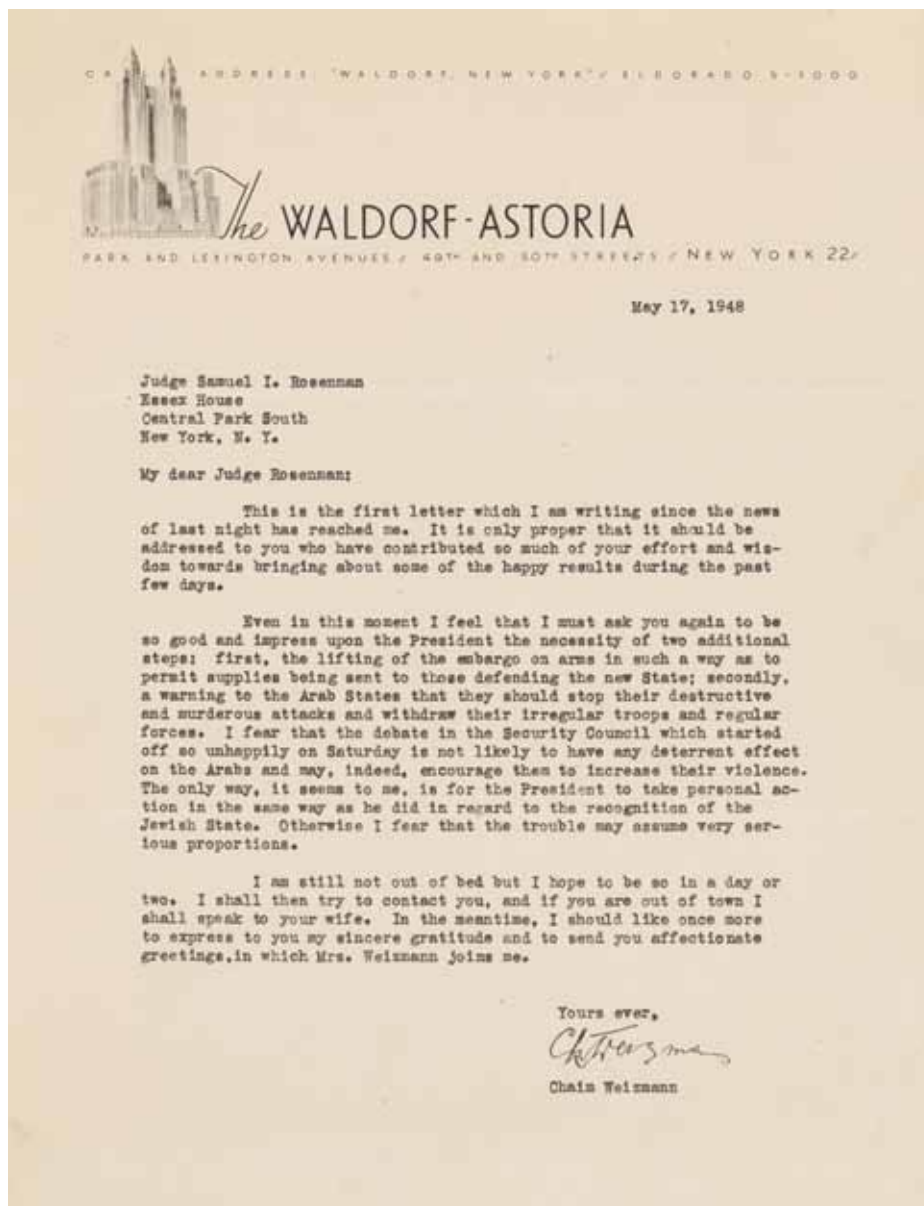 ADDRESS: "WALDORF, NEW YORK" / ELDORADO 5-3000
The WALDORF-ASTORIA
PARK AND LEXINGTON AVENUES / 49TH AND 50TH STREETS / NEW YORK 22/
May 17, 1948
Judge Samuel I. Rosenman
Essex House
Central Park South
New York, N. Y.
My dear Judge Rosenman:
This is the first letter which I am writing since the news
of last night has reached me. It is only proper that it should be
addressed to you who have contributed so much of your effort and wis-
dom towards bringing about some of the happy results during the past
few days.
Even in this moment I feel that I must ask you again to be
so good and impress upon the President the necessity of two additional
steps: first, the lifting of the embargo on arms in such a way as to
permit supplies being sent to those defending the new State; secondly,
a warning to the Arab States that they should stop their destructive
and murderous attacks and withdraw their irregular troops and regular
forces. I fear that the debate in the Security Council which started
off so unhappily on Saturday is not likely to have any deterrent effect
on the Arabs and may, indeed, encourage them to increase their violence.
The only way, it seems to me, is for the President to take personal ac-
tion in the same way as he did in regard to the recognition of the
Jewish State. Otherwise I fear that the trouble may assume very ser-
ious proportions.
I am still not out of bed but I hope to be so in a day or
two. I shall then try to contact you, and if you are out of town I
shall speak to your wife. In the meantime, I should like once more
to express to you my sincere gratitude and to send you affectionate
greetings, in which Mrs. Weizmann joins me.
Yours ever,
Ch Weizmann
Chaim Weizmann